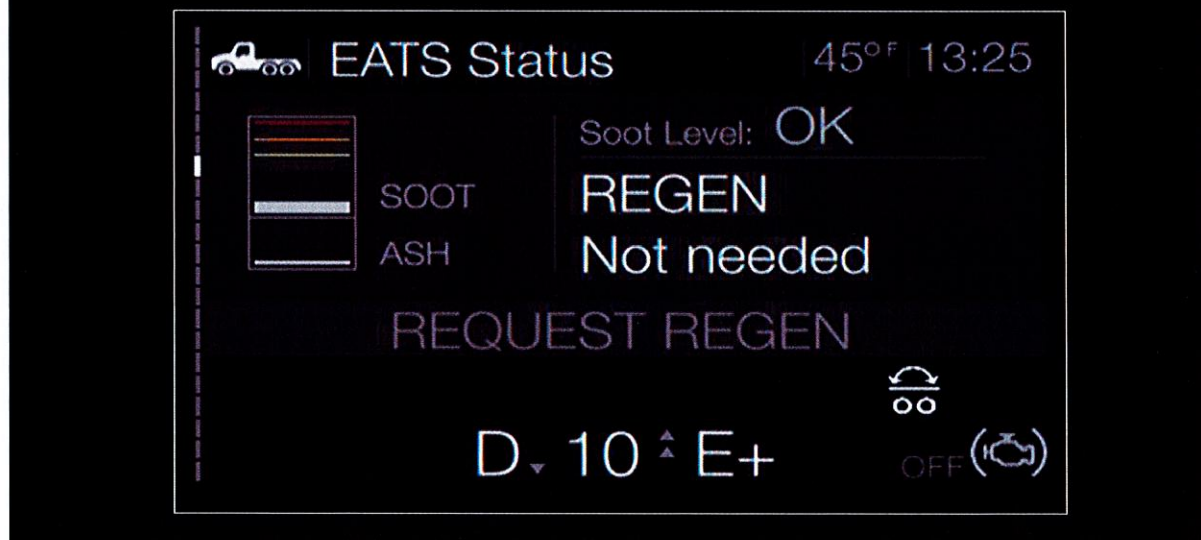 EATS Status 45°F 13:25
Soot Level: OK
SOOT REGEN
ASH Not needed
REQUEST REGEN
D 10 E+ OFF